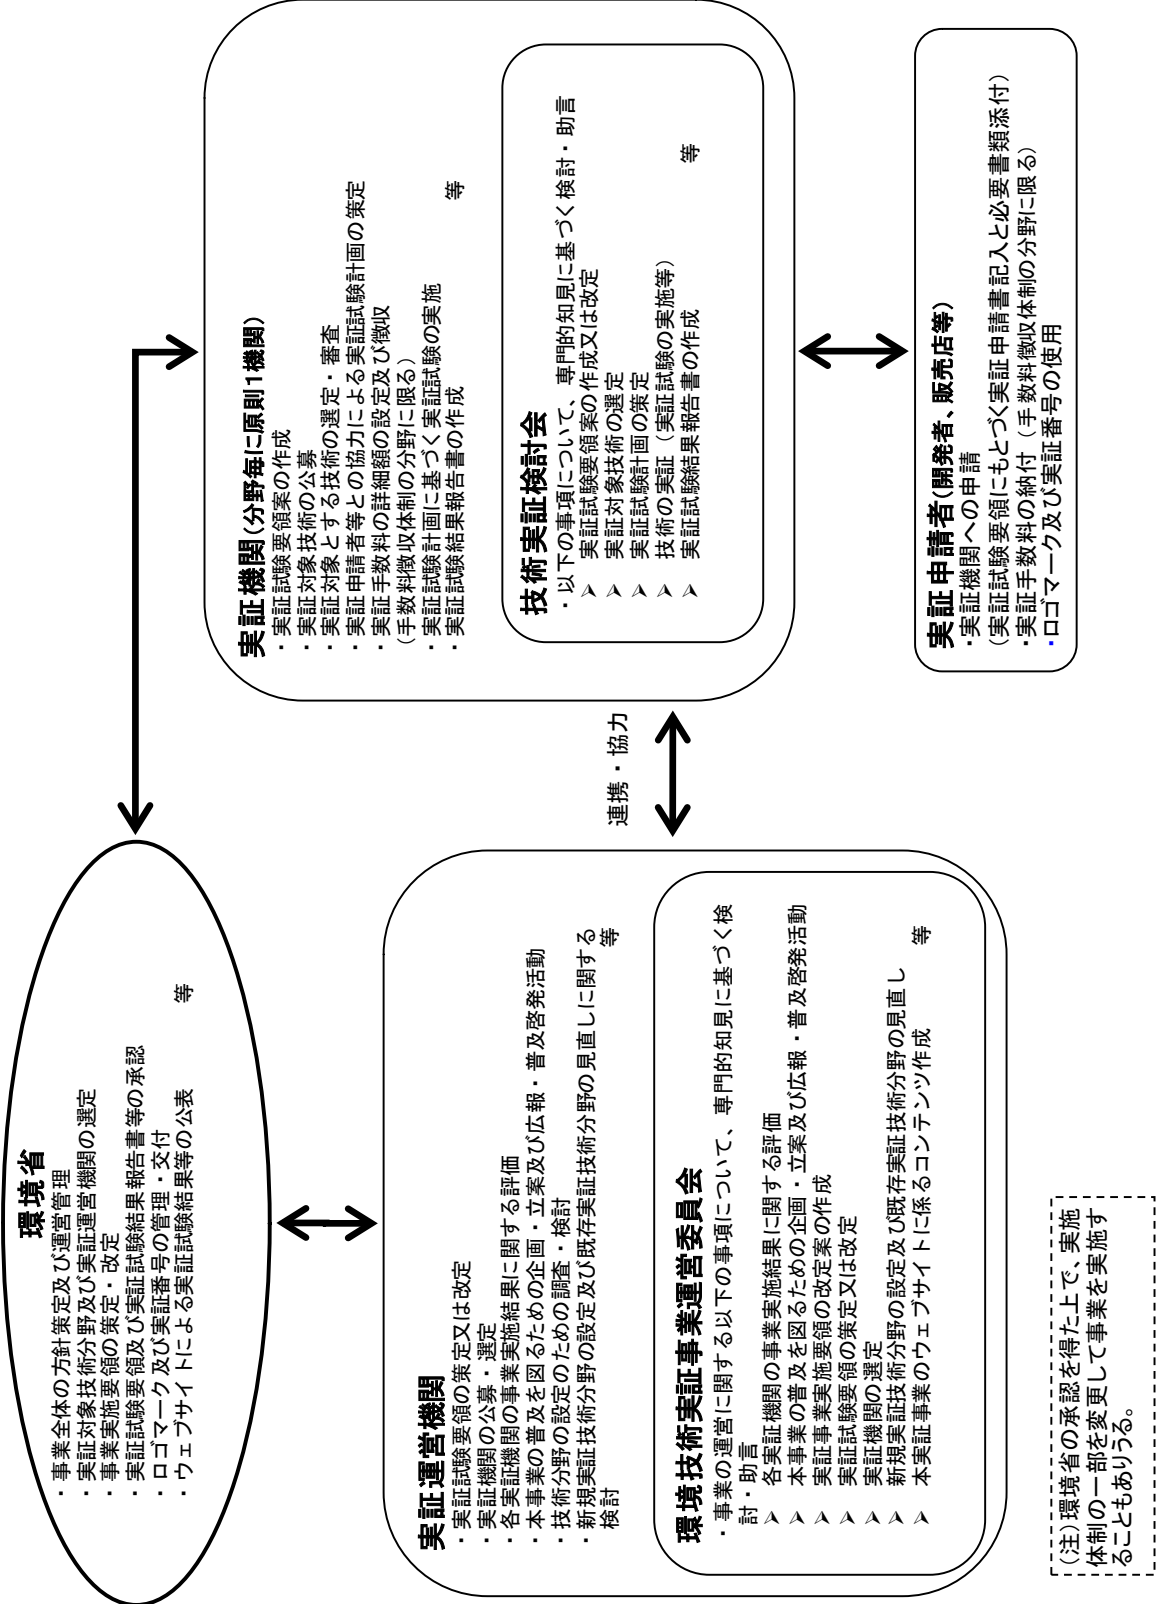 環境省
・事業全体の方針策定及び運営管理
・実証対象技術分野及び実証運営機関の選定
・事業実施要領の策定・改定
・実証試験要領及び実証試験結果報告書等の承認
・ロゴマーク及び実証番号の管理・交付
・ウェブサイトによる実証試験結果等の公表
等
実証運営機関
・実証試験要領の策定又は改定
・実証機関の公募・選定
・各実証機関の事業実施結果に関する評価
・本事業の普及を図るための企画・立案及び広報・普及啓発活動
・技術分野の設定のための調査・検討
・新規実証技術分野の設定及び既存実証技術分野の見直しに関する
検討 等
環境技術実証事業運営委員会
・事業の運営に関する以下の事項について、専門的知見に基づく検
討・助言
➢ 各実証機関の事業実施結果に関する評価
➢ 本事業の普及を図るための企画・立案及び広報・普及啓発活動
➢ 実証事業実施要領の改定案の作成
➢ 実証試験要領の策定又は改定
➢ 実証機関の選定
➢ 新規実証技術分野の設定及び既存実証技術分野の見直し
➢ 本実証事業のウェブサイトに係るコンテンツ作成 等
連携・協力
実証機関(分野毎に原則1機関)
・実証試験要領案の作成
・実証対象技術の公募
・実証対象とする技術の選定・審査
・実証申請者等との協力による実証試験計画の策定
・実証手数料の詳細額の設定及び徴収
(手数料徴収体制の分野に限る)
・実証試験計画に基づく実証試験の実施
・実証試験結果報告書の作成 等
技術実証検討会
・以下の事項について、専門的知見に基づく検討・助言
➢ 実証試験要領案の作成又は改定
➢ 実証対象技術の選定
➢ 実証試験計画の策定
➢ 技術の実証(実証試験の実施等)
➢ 実証試験結果報告書の作成 等
実証申請者(開発者、販売店等)
・実証機関への申請
(実証試験要領にもとづく実証申請書記入と必要書類添付)
・実証手数料の納付(手数料徴収体制の分野に限る)
・ロゴマーク及び実証番号の使用
(注)環境省の承認を得た上で、実施
体制の一部を変更して事業を実施す
ることもありうる。